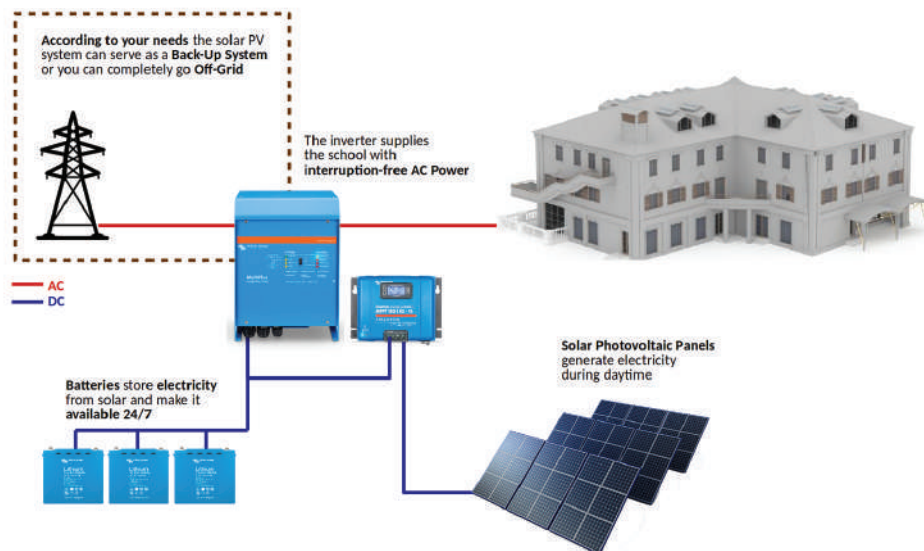 According to your needs the solar PV
system can serve as a Back-Up System
or you can completely go Off-Grid
The inverter supplies
the school with
interruption-free AC Power
AC
DC
Solar Photovoltaic Panels
generate electricity
during daytime
Batteries store electricity
from solar and make it
available 24/7